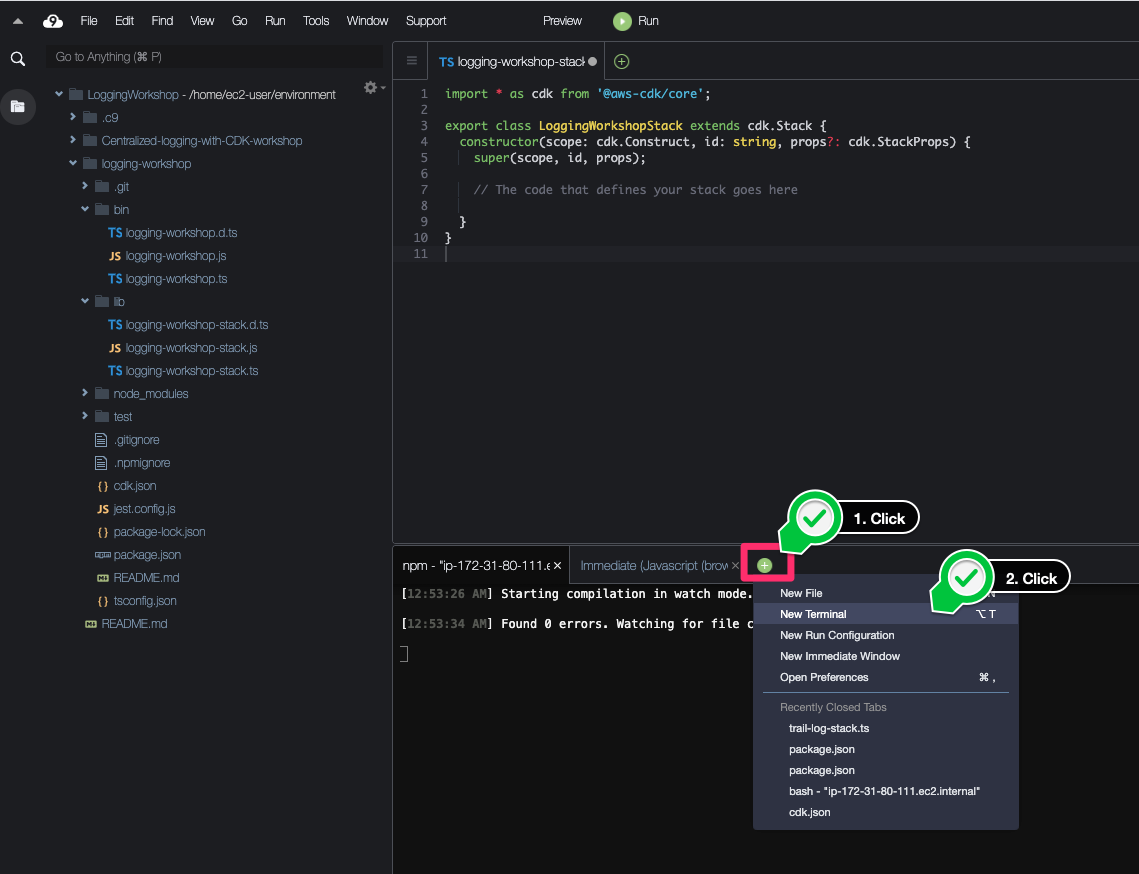 9 File Edit Find View Go Run Tools Window Support Preview Run
Go to Anything (⌘ P)
LoggingWorkshop - /home/ec2-user/environment
.c9
Centralized-logging-with-CDK-workshop
logging-workshop
.git
bin
TS logging-workshop.d.ts
JS logging-workshop.js
TS logging-workshop.ts
lib
TS logging-workshop-stack.d.ts
JS logging-workshop-stack.js
TS logging-workshop-stack.ts
node_modules
test
.gitignore
.npmignore
{} cdk.json
JS jest.config.js
{} package-lock.json
package.json
README.md
{} tsconfig.json
README.md
TS logging-workshop-stack
1 import * as cdk from '@aws-cdk/core';
2
3 export class LoggingWorkshopStack extends cdk.Stack {
4 constructor(scope: cdk.Construct, id: string, props?: cdk.StackProps) {
5 super(scope, id, props);
6
7 // The code that defines your stack goes here
8
9 }
10 }
11
1. Click
npm - "ip-172-31-80-111.e × Immediate (Javascript (brow ×
2. Click
[12:53:26 AM] Starting compilation in watch mode.
[12:53:34 AM] Found 0 errors. Watching for file c
New File N
New Terminal ⌥ T
New Run Configuration
New Immediate Window
Open Preferences ⌘ ,
Recently Closed Tabs
trail-log-stack.ts
package.json
package.json
bash - "ip-172-31-80-111.ec2.internal"
cdk.json